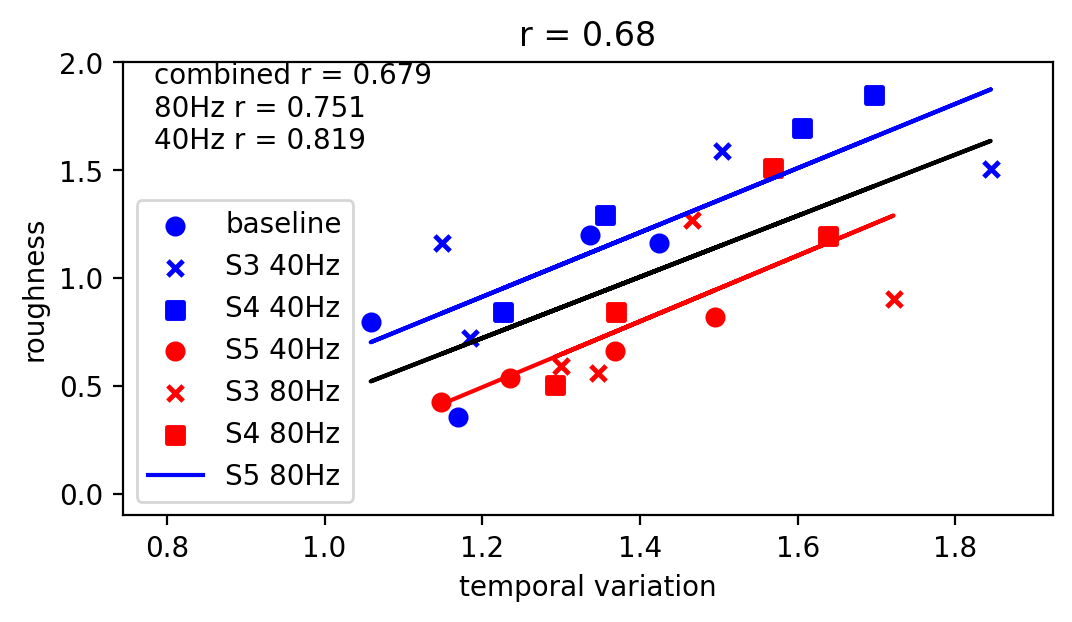 r = 0.68
combined r = 0.679
80Hz r = 0.751
40Hz r = 0.819
baseline
S3 40Hz
S4 40Hz
S5 40Hz
S3 80Hz
S4 80Hz
S5 80Hz
roughness
2.0
1.5
1.0
0.5
0.0
0.8 1.0 1.2 1.4 1.6 1.8
temporal variation